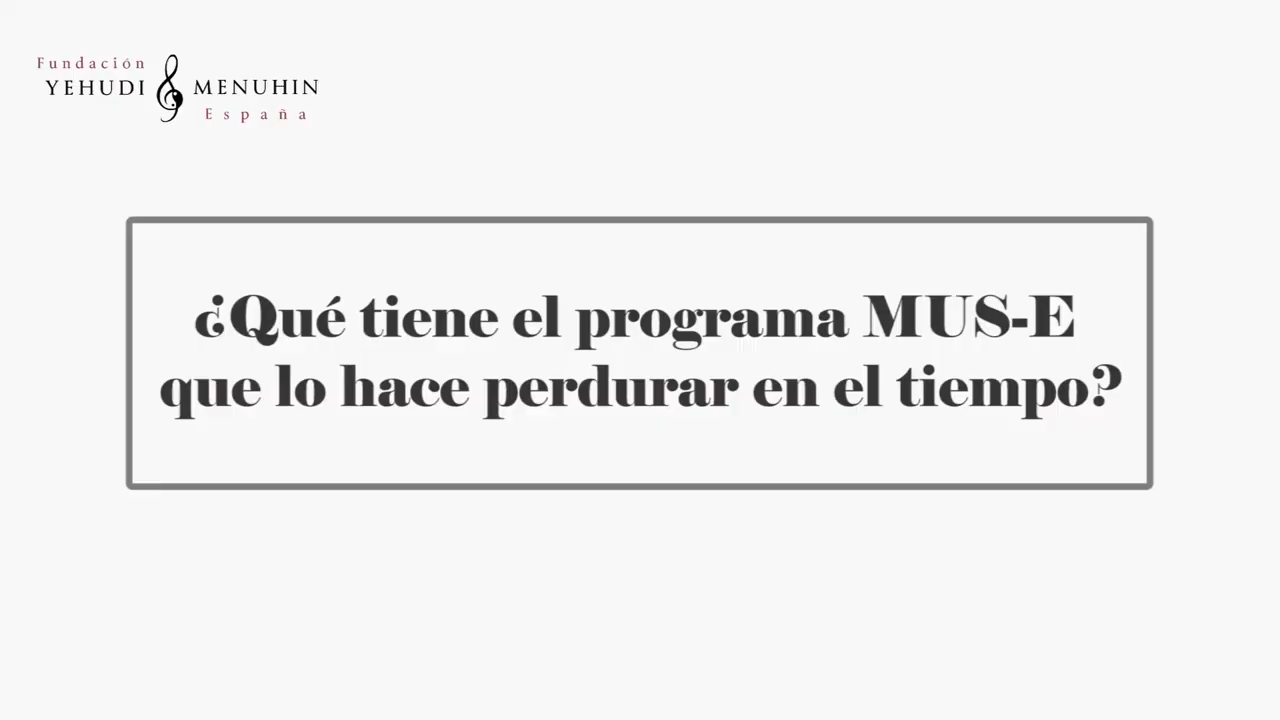 Fundación
YEHUDI MENUHIN
España
¿Qué tiene el programa MUS-E
que lo hace perdurar en el tiempo?